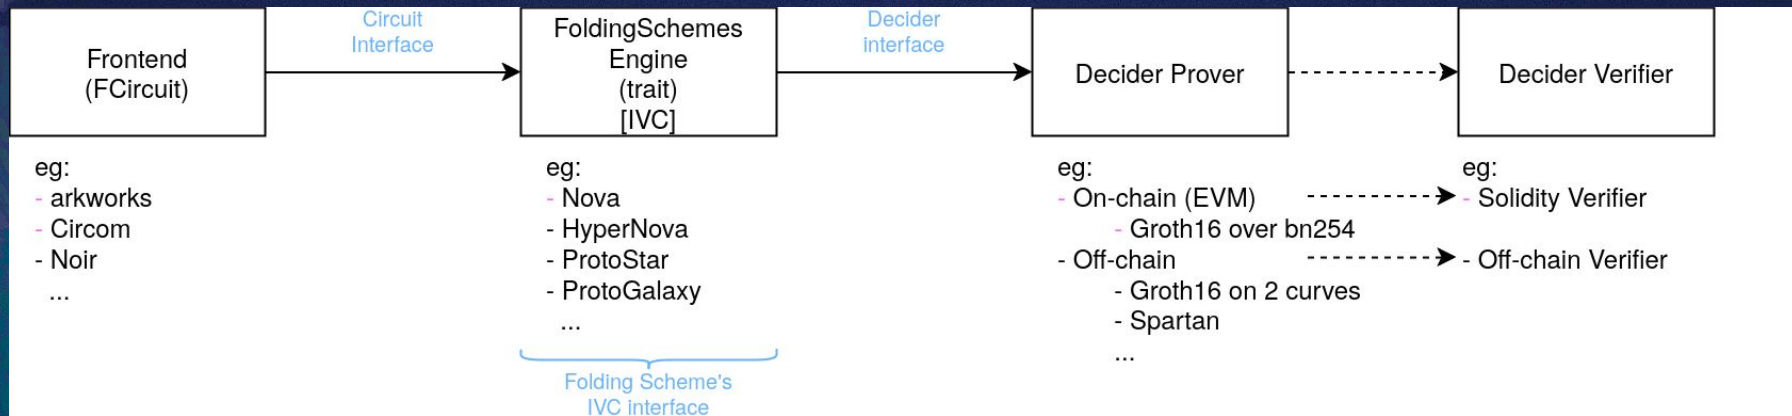 Frontend
(FCircuit)
Circuit
Interface
FoldingSchemes
Engine
(trait)
[IVC]
Decider
interface
Decider Prover
Decider Verifier
eg:
- arkworks
- Circom
- Noir
...
eg:
- Nova
- HyperNova
- ProtoStar
- ProtoGalaxy
...
Folding Scheme's
IVC interface
eg:
- On-chain (EVM)
- Groth16 over bn254
- Off-chain
- Groth16 on 2 curves
- Spartan
...
eg:
- Solidity Verifier
- Off-chain Verifier